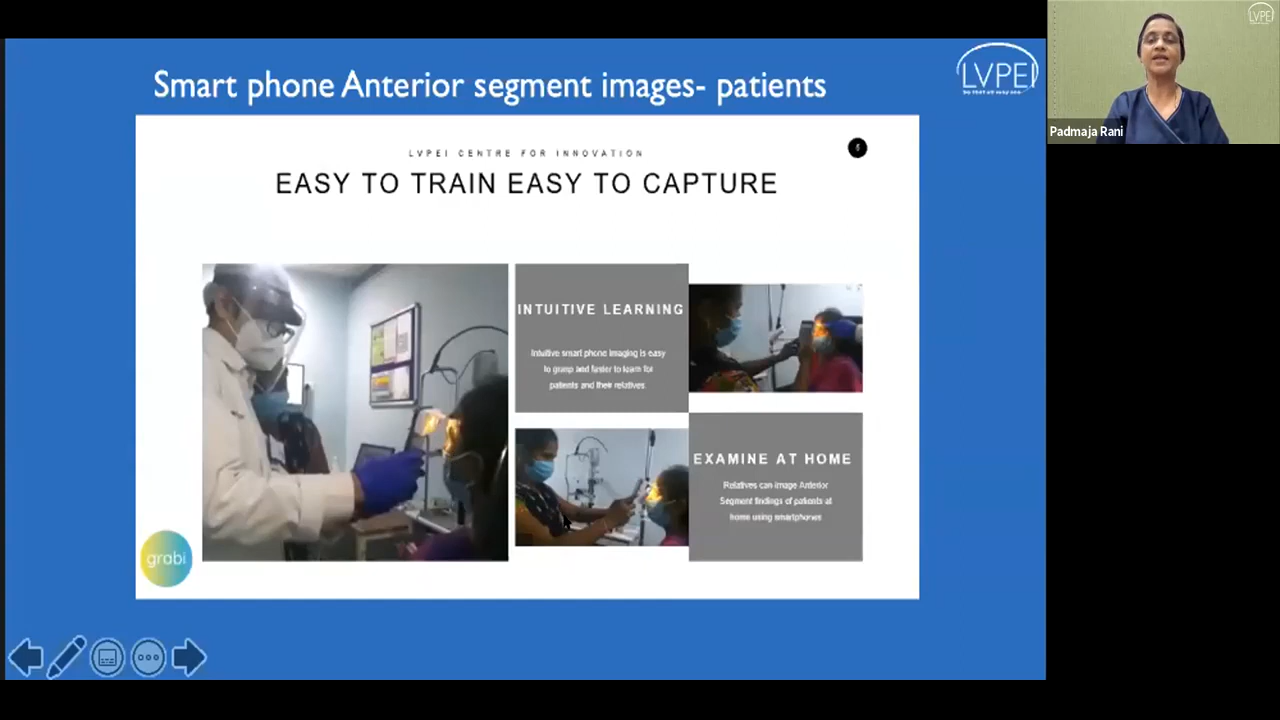 Smart phone Anterior segment images- patients
LVPEI
LVPEI
Padmaja Rani
LVPEI CENTRE FOR INNOVATION
EASY TO TRAIN EASY TO CAPTURE
INTUITIVE LEARNING
Intuitive smart phone imaging is easy
to grasp and faster to learn for
patients and their relatives
EXAMINE AT HOME
Relatives can image Anterior
Segment findings of patients at
home using smartphones
grabi